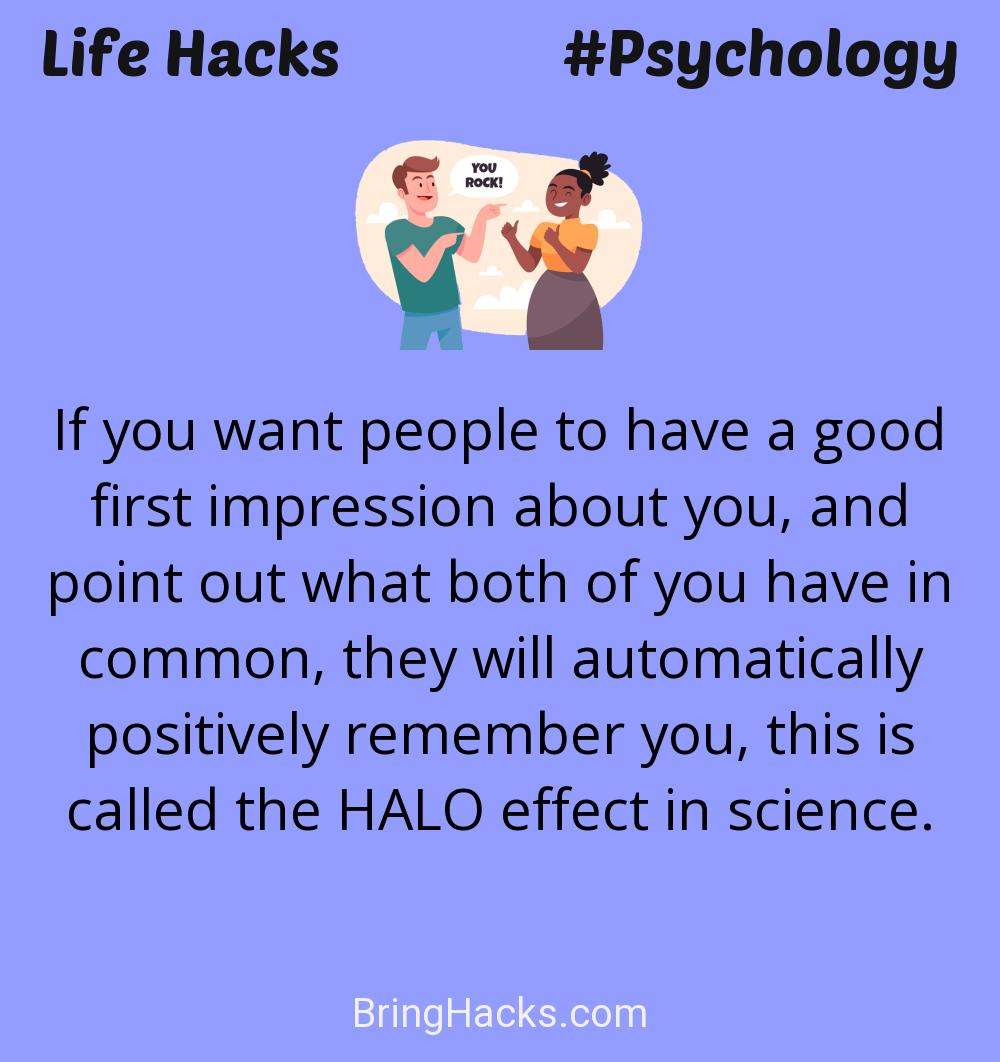 Life Hacks #Psychology
YOU
ROCK!
If you want people to have a good
first impression about you, and
point out what both of you have in
common, they will automatically
positively remember you, this is
called the HALO effect in science.
BringHacks.com